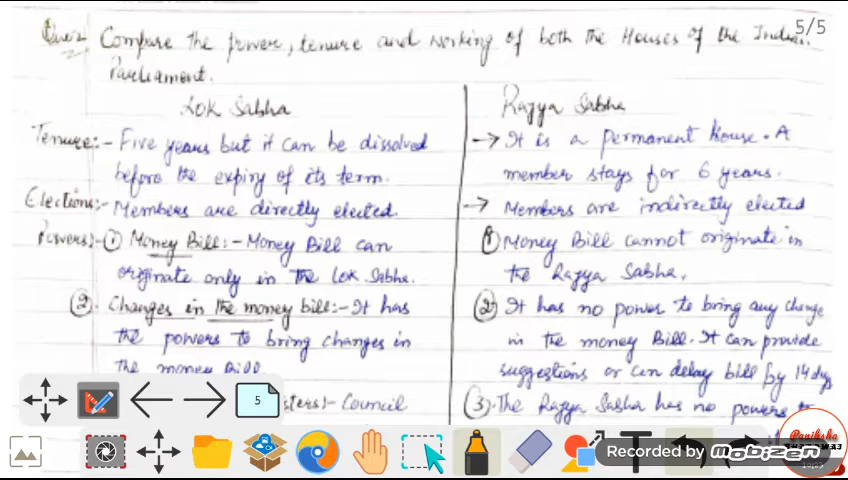 Ques Compare the power, tenure and working of both the Houses of the Indian
5/5
Parliament.
Lok Sabha
Tenure:- Five years but it can be dissolved
before the expiry of its term.
Elections:- Members are directly elected.
Powers:- ① Money Bill:- Money Bill can
originate only in the Lok Sabha.
② Changes in the money bill:- It has
the powers to bring changes in
the money Bill
sters:- Council
Rajya Sabha
→ It is a permanent house. A
member stays for 6 years.
→ Members are indirectly elected
① Money Bill cannot originate in
the Rajya Sabha.
② It has no power to bring any change
in the money Bill. It can provide
suggestions or can delay bill by 14 days
③. The Rajya Sabha has no powers to
5
T
Recorded by MOBIZEN
Paniksha